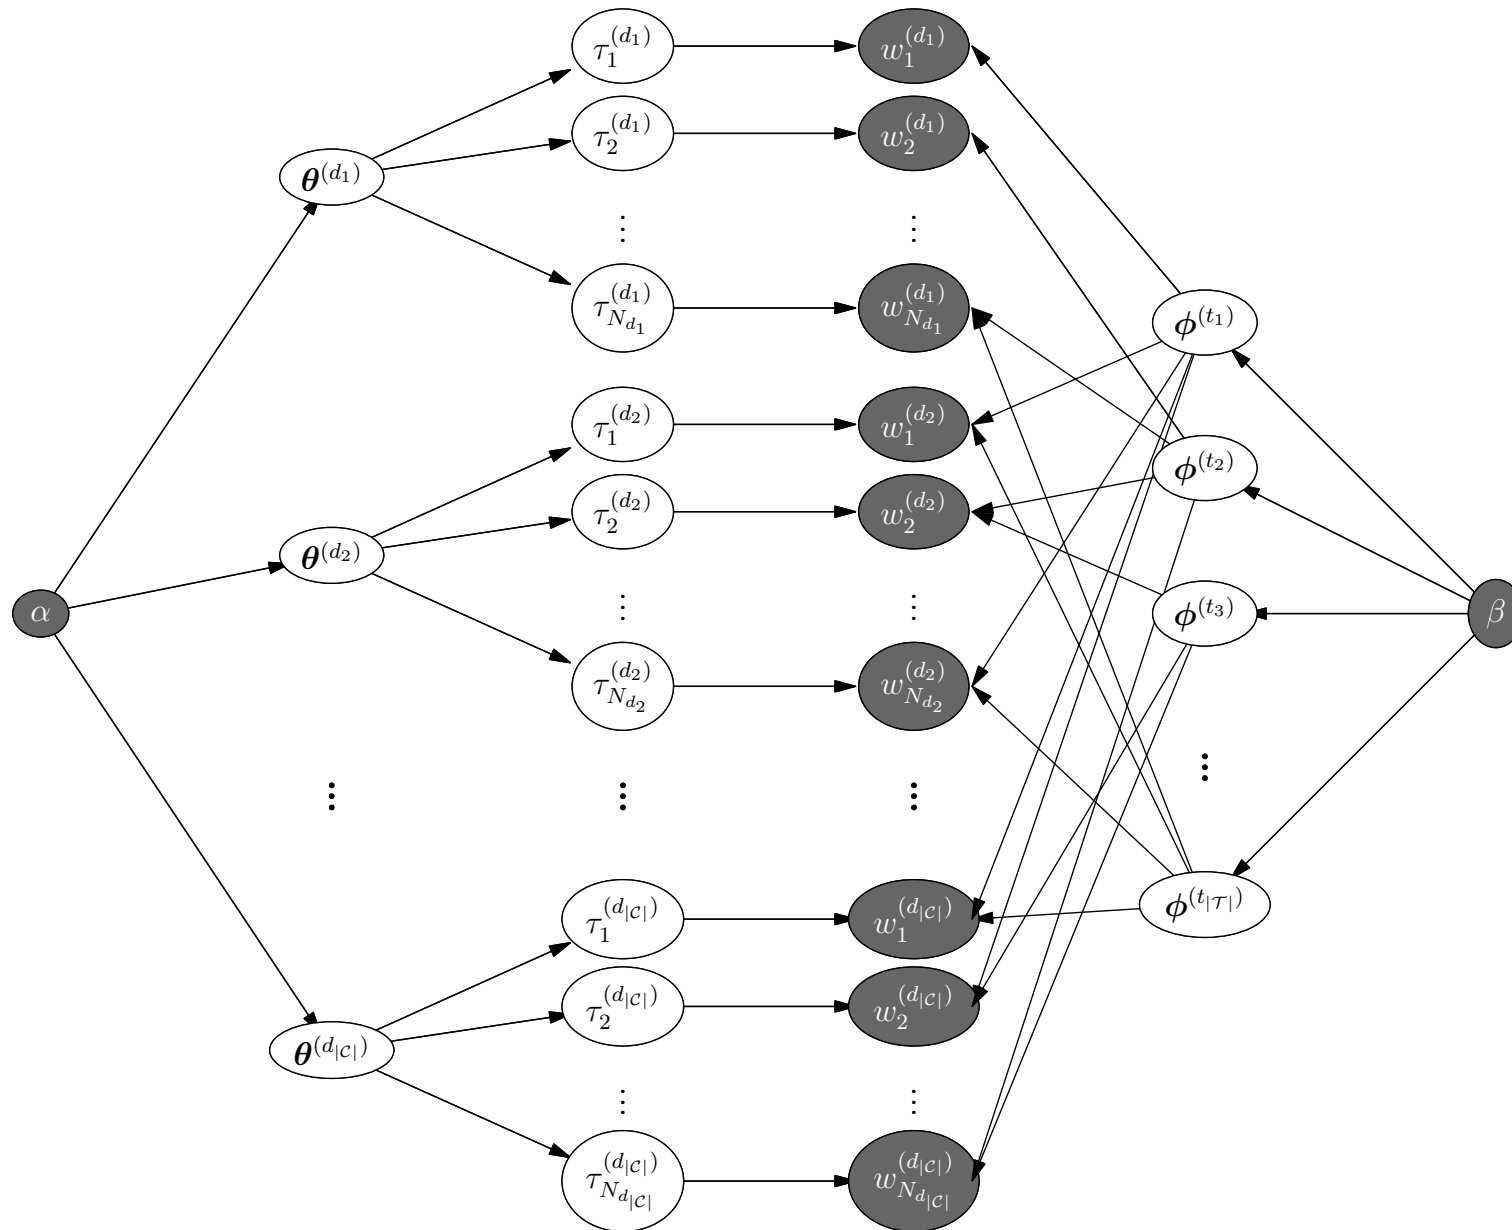 τ_1^{(d_1)} w_1^{(d_1)}
τ_2^{(d_1)} w_2^{(d_1)}
θ^{(d_1)}
⋮ ⋮
τ_{N_{d_1}}^{(d_1)} w_{N_{d_1}}^{(d_1)}
ϕ^{(t_1)}
τ_1^{(d_2)} w_1^{(d_2)}
ϕ^{(t_2)}
τ_2^{(d_2)} w_2^{(d_2)}
θ^{(d_2)}
α ⋮ ⋮ ϕ^{(t_3)} β
τ_{N_{d_2}}^{(d_2)} w_{N_{d_2}}^{(d_2)}
⋮ ⋮ ⋮ ⋮
τ_1^{(d_{|𝒞|})} w_1^{(d_{|𝒞|})} ϕ^{(t_{|𝒯|})}
τ_2^{(d_{|𝒞|})} w_2^{(d_{|𝒞|})}
θ^{(d_{|𝒞|})}
⋮ ⋮
τ_{N_{d_{|𝒞|}}}^{(d_{|𝒞|})} w_{N_{d_{|𝒞|}}}^{(d_{|𝒞|})}